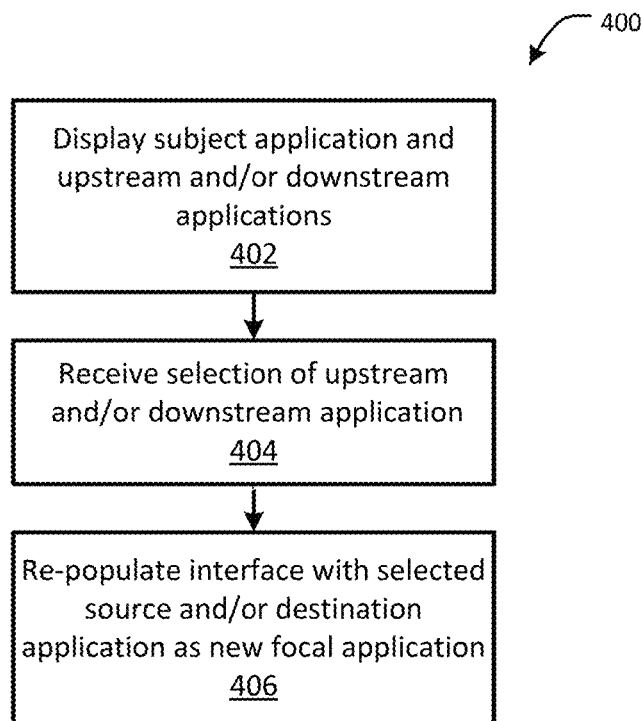 400
Display subject application and
upstream and/or downstream
applications
402
Receive selection of upstream
and/or downstream application
404
Re-populate interface with selected
source and/or destination
application as new focal application
406